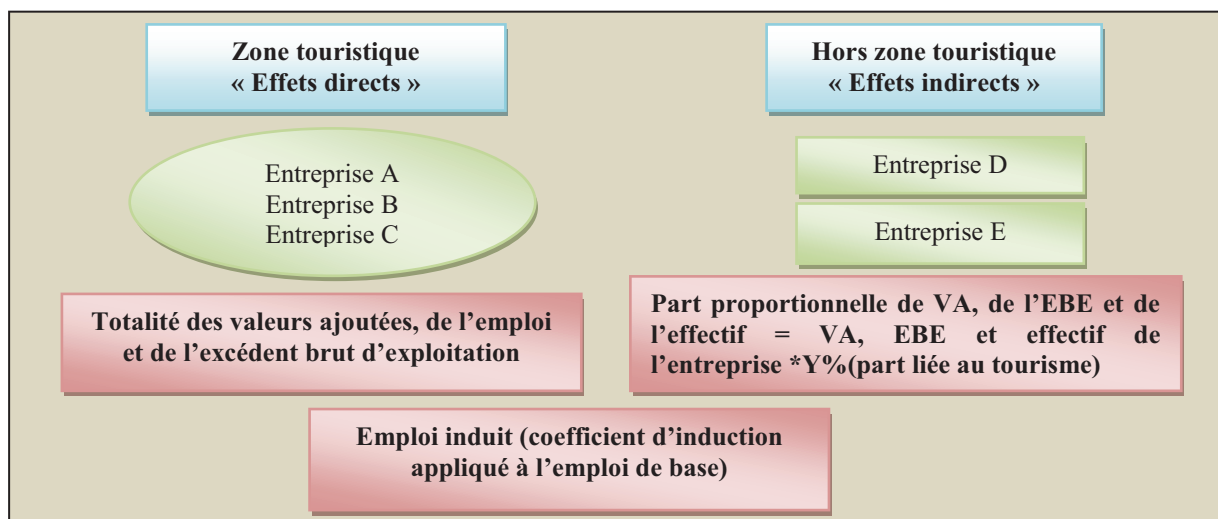 Zone touristique
« Effets directs »
Hors zone touristique
« Effets indirects »
Entreprise A
Entreprise B
Entreprise C
Entreprise D
Entreprise E
Totalité des valeurs ajoutées, de l’emploi
et de l’excédent brut d’exploitation
Part proportionnelle de VA, de l’EBE et de
l’effectif = VA, EBE et effectif de
l’entreprise *Y%(part liée au tourisme)
Emploi induit (coefficient d’induction
appliqué à l’emploi de base)